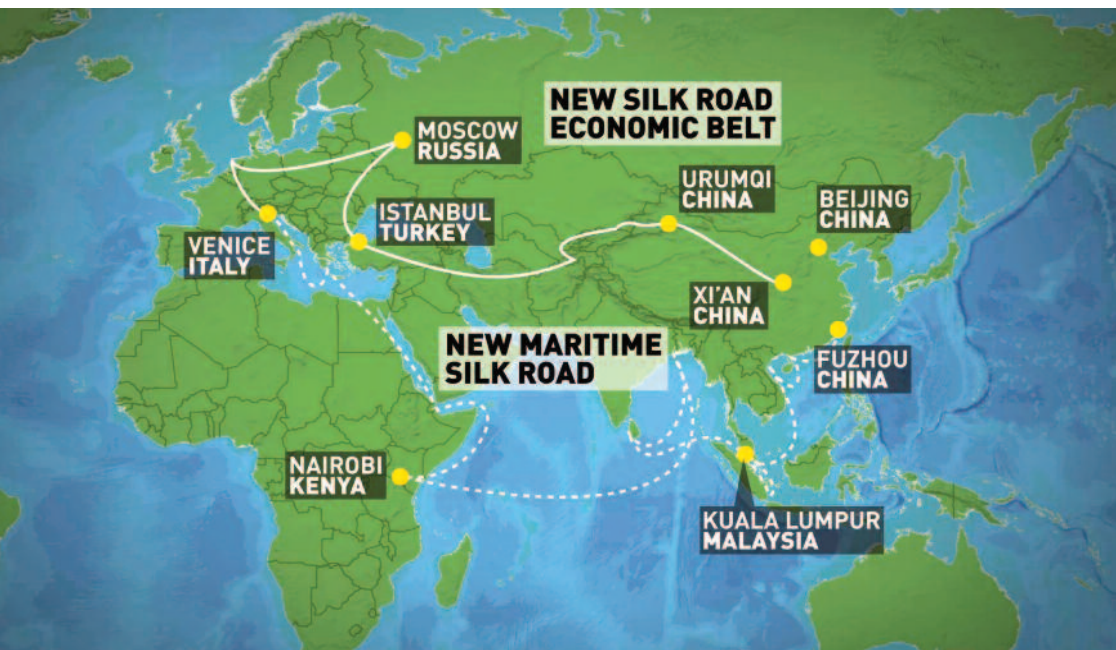 NEW SILK ROAD
ECONOMIC BELT
MOSCOW
RUSSIA
URUMQI
CHINA
BEIJING
CHINA
ISTANBUL
TURKEY
VENICE
ITALY
XI'AN
CHINA
NEW MARITIME
SILK ROAD
FUZHOU
CHINA
NAIROBI
KENYA
KUALA LUMPUR
MALAYSIA